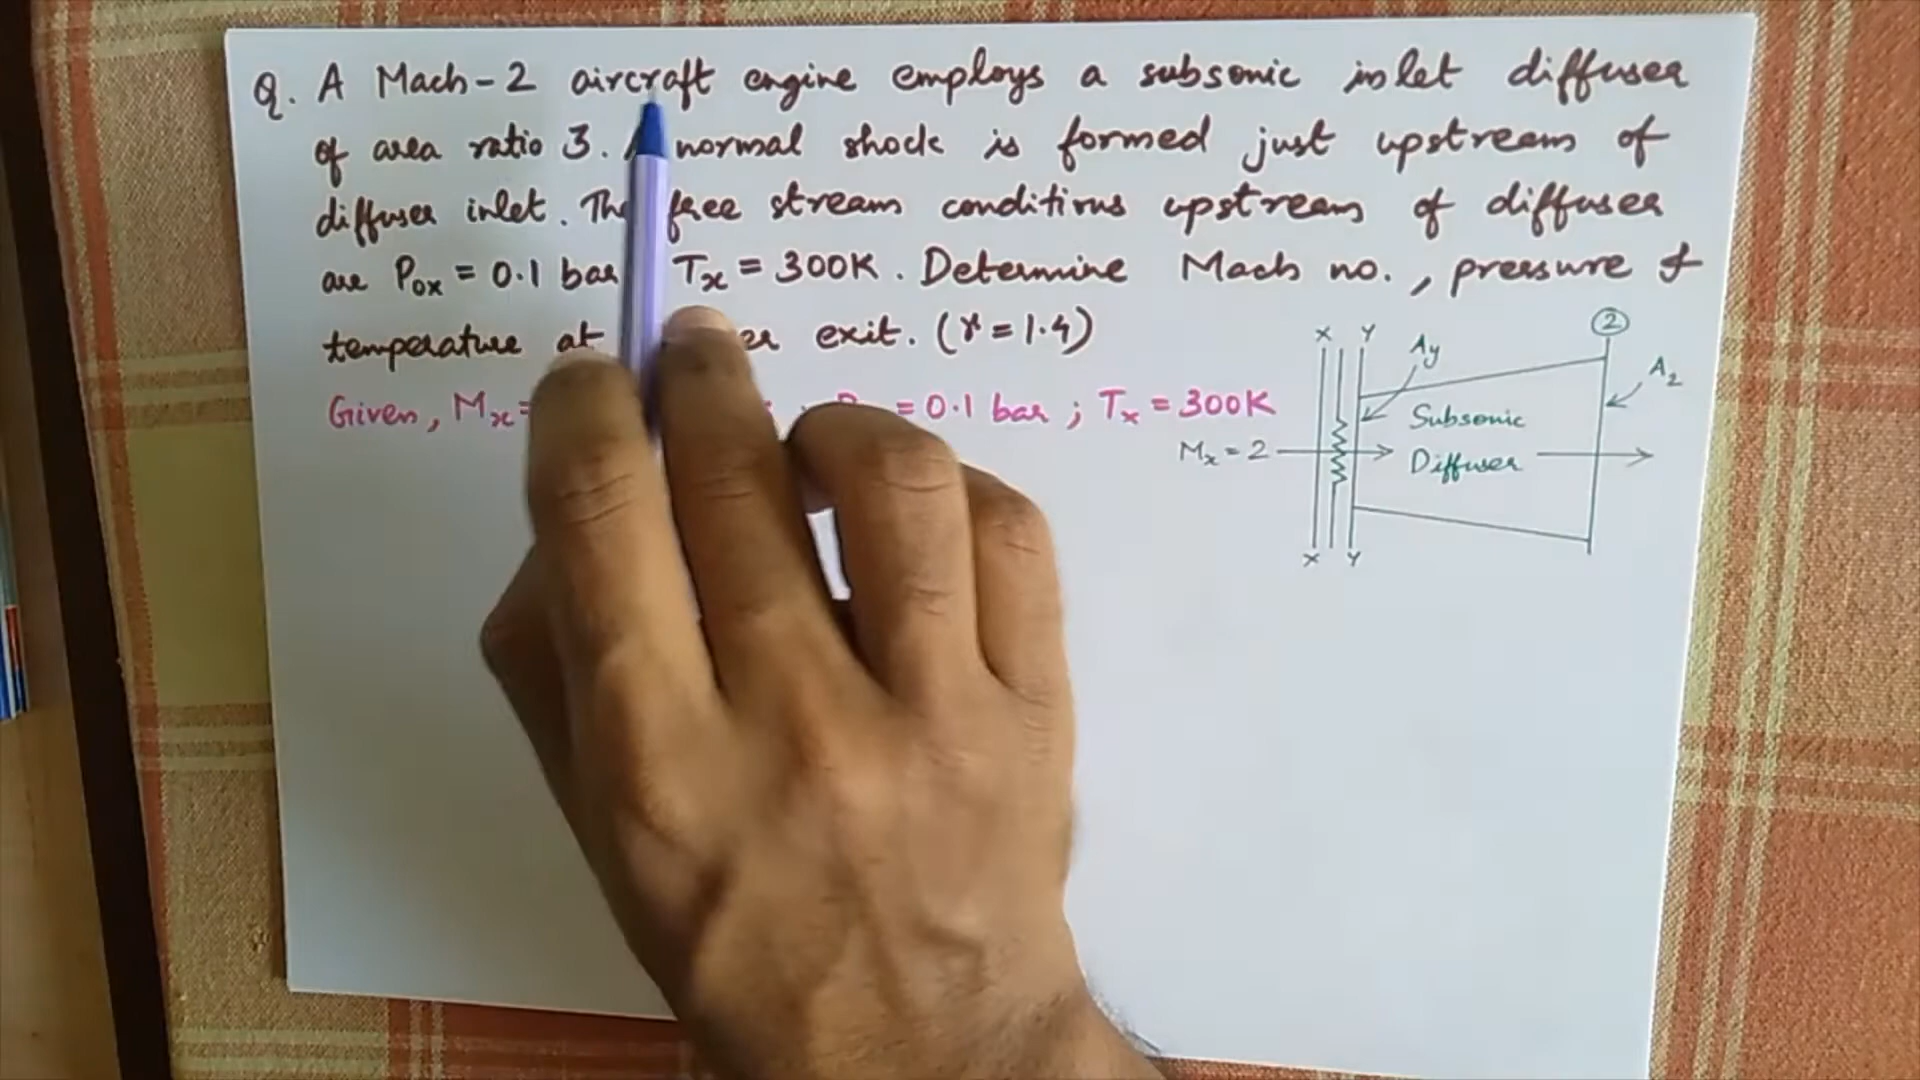 Q. A Mach-2 aircraft engine employs a subsonic inlet diffuser
of area ratio 3. normal shock is formed just upstream of
diffuser inlet. The free stream conditions upstream of diffuser
are Pox = 0.1 bar Tx = 300K. Determine Mach no., pressure &
temperature at exit. (γ = 1.4)
Given, Mx = = 0.1 bar ; Tx = 300K
X Y
Ay
②
A2
Subsonic
Mx = 2
Diffuser
X Y